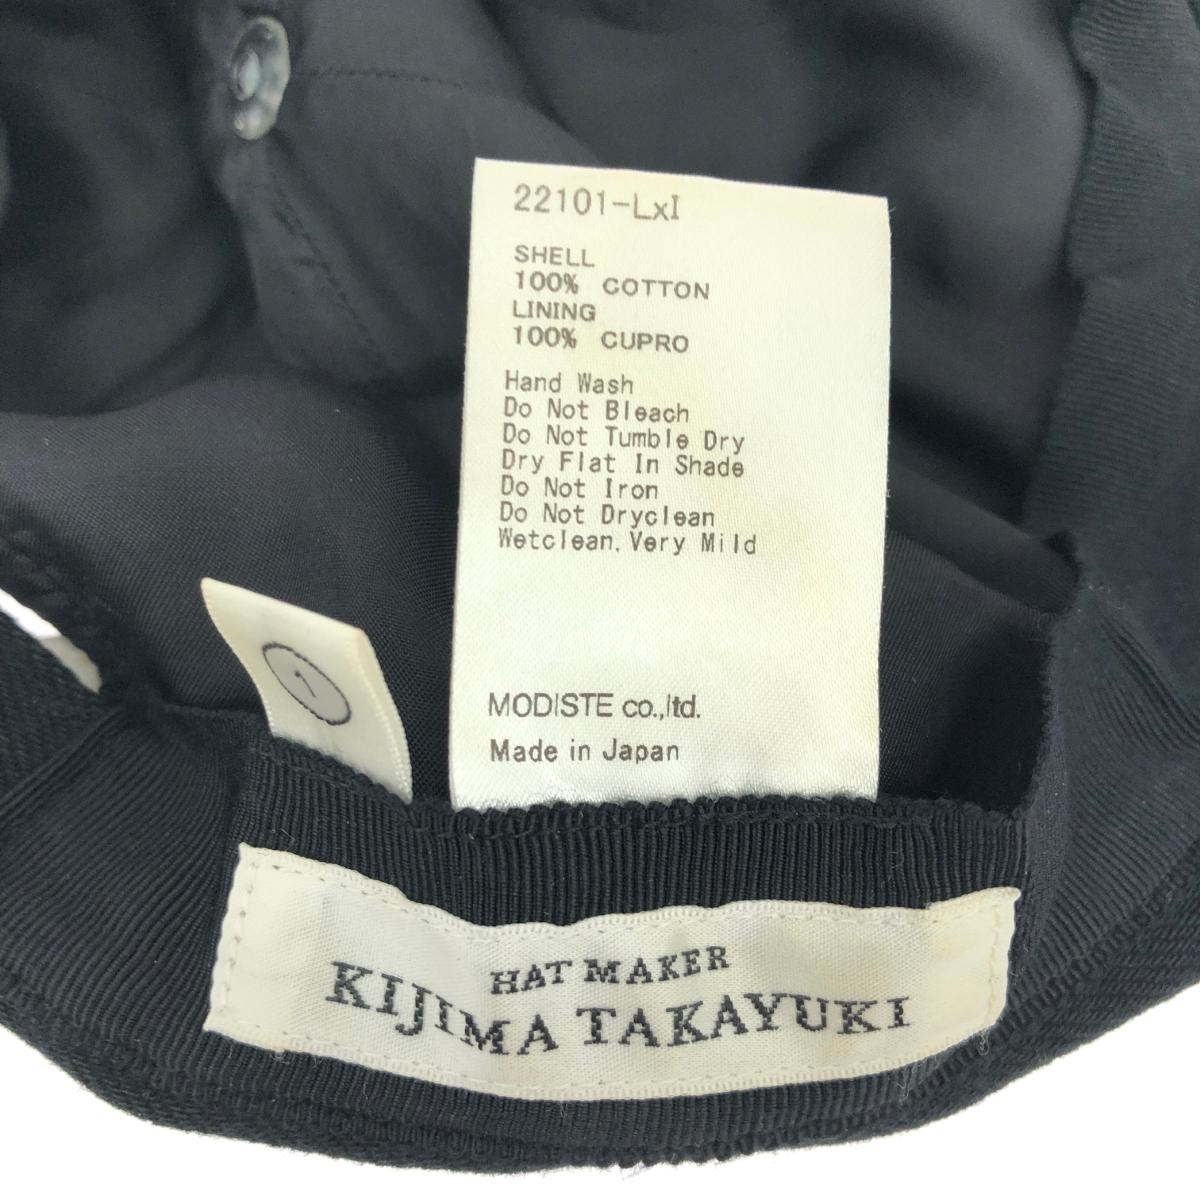 22101-LxI
SHELL
100% COTTON
LINING
100% CUPRO
Hand Wash
Do Not Bleach
Do Not Tumble Dry
Dry Flat In Shade
Do Not Iron
Do Not Dryclean
Wetclean.Very Mild
MODISTE co.,ltd.
Made in Japan
1
HAT MAKER
KIJIMA TAKAYUKI